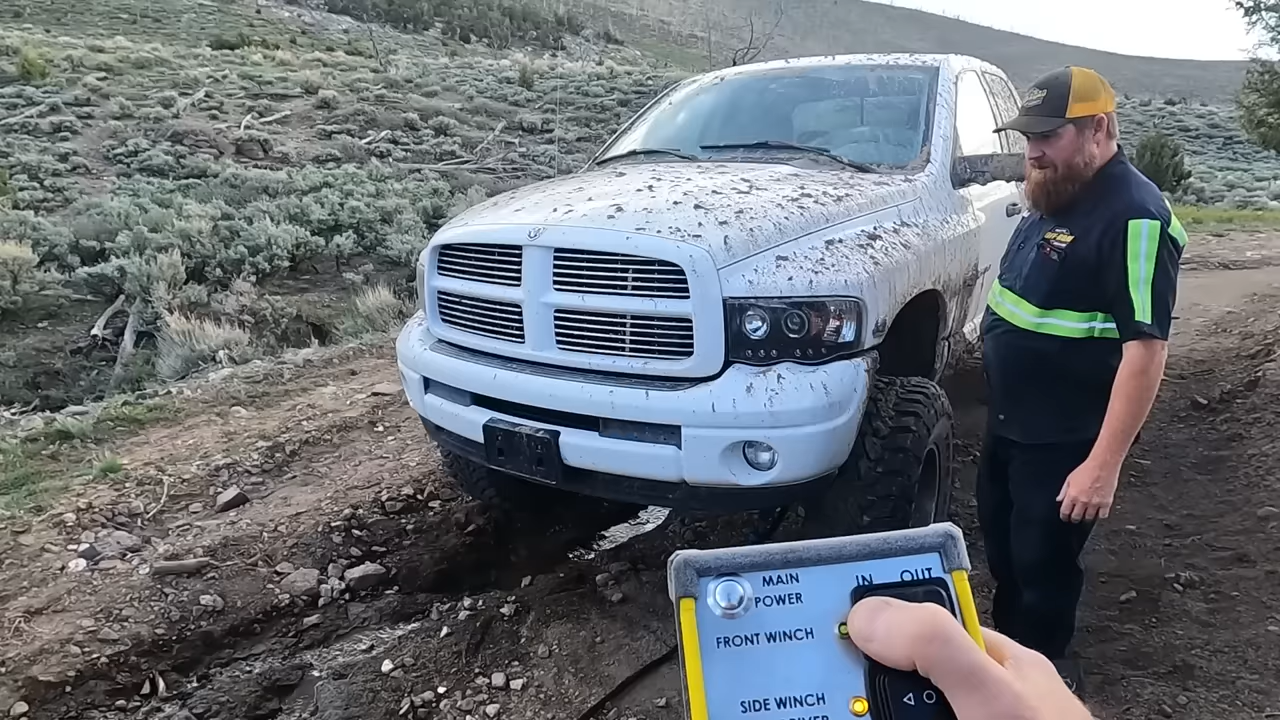 IN OUT
MAIN
POWER
FRONT WINCH
SIDE WINCH